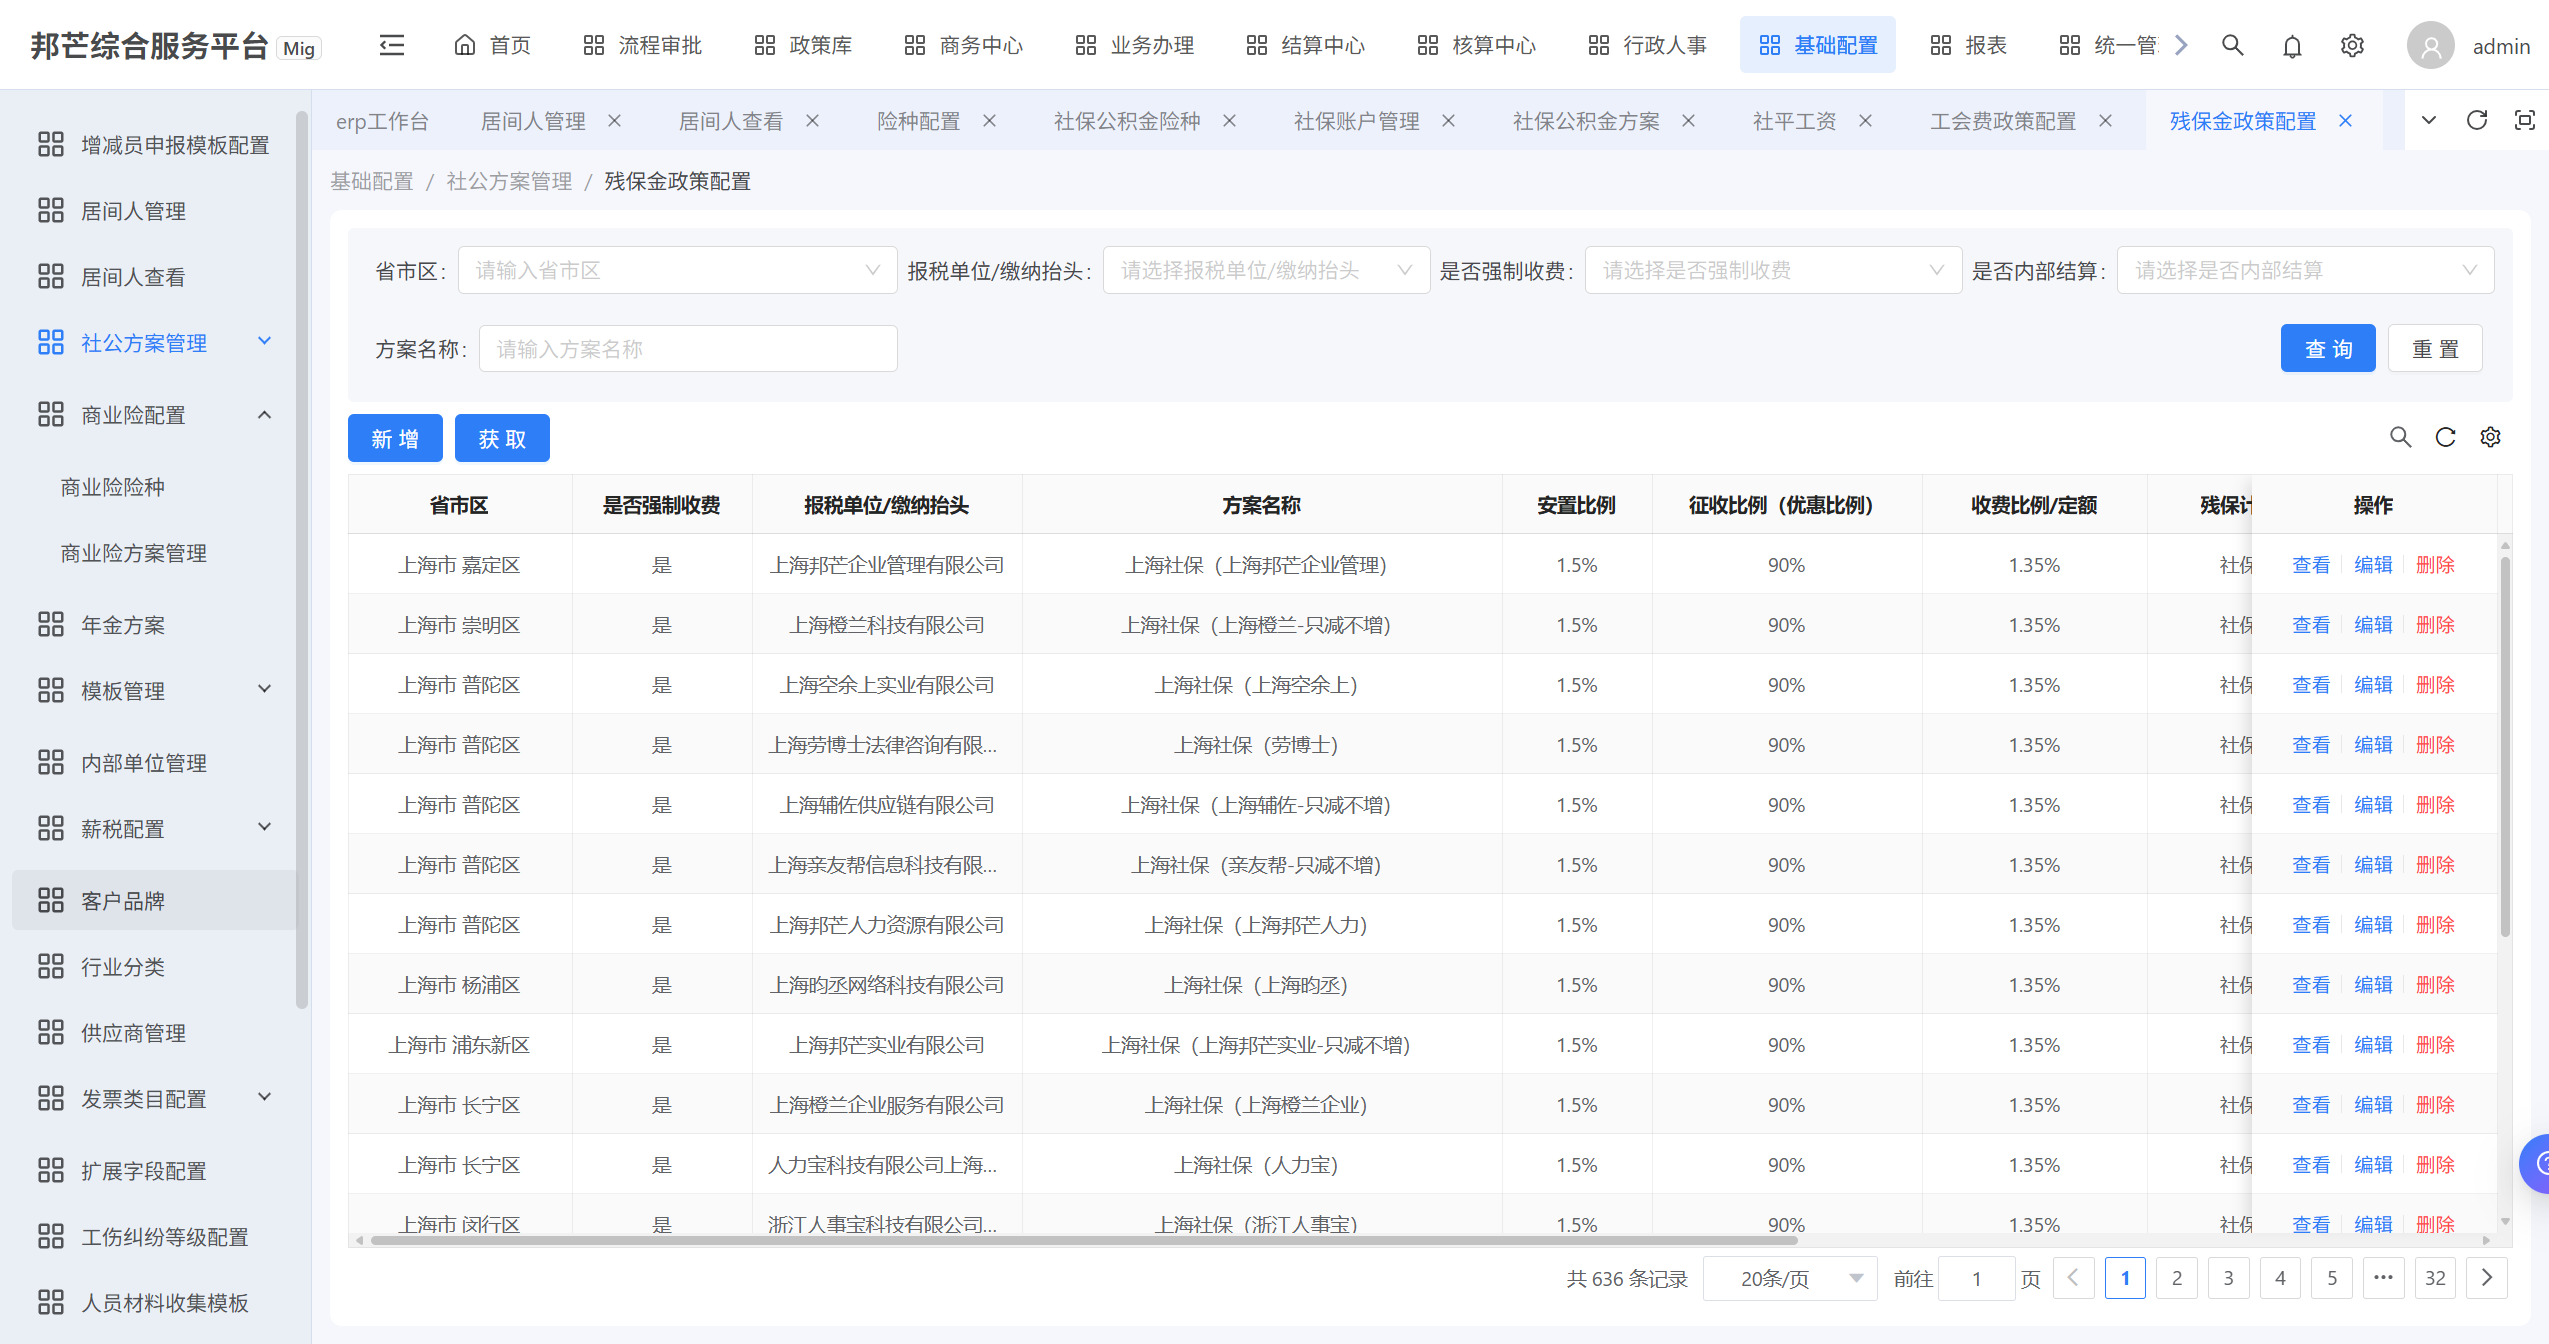 邦芒综合服务平台 Mig
首页 流程审批 政策库 商务中心 业务办理 结算中心 核算中心 行政人事 基础配置 报表 统一管 admin
erp工作台 居间人管理 居间人查看 险种配置 社保公积金险种 社保账户管理 社保公积金方案 社平工资 工会费政策配置 残保金政策配置
增减员申报模板配置
居间人管理
居间人查看
社公方案管理
商业险配置
商业险险种
商业险方案管理
年金方案
模板管理
内部单位管理
薪税配置
客户品牌
行业分类
供应商管理
发票类目配置
扩展字段配置
工伤纠纷等级配置
人员材料收集模板
基础配置 / 社公方案管理 / 残保金政策配置
省市区: 请输入省市区 报税单位/缴纳抬头: 请选择报税单位/缴纳抬头 是否强制收费: 请选择是否强制收费 是否内部结算: 请选择是否内部结算
方案名称: 请输入方案名称 查 询 重 置
新 增 获 取
省市区 是否强制收费 报税单位/缴纳抬头 方案名称 安置比例 征收比例（优惠比例） 收费比例/定额 残保计 操作
上海市 嘉定区 是 上海邦芒企业管理有限公司 上海社保（上海邦芒企业管理） 1.5% 90% 1.35% 社保 查看 编辑 删除
上海市 崇明区 是 上海橙兰科技有限公司 上海社保（上海橙兰-只减不增） 1.5% 90% 1.35% 社保 查看 编辑 删除
上海市 普陀区 是 上海空余上实业有限公司 上海社保（上海空余上） 1.5% 90% 1.35% 社保 查看 编辑 删除
上海市 普陀区 是 上海劳博士法律咨询有限... 上海社保（劳博士） 1.5% 90% 1.35% 社保 查看 编辑 删除
上海市 普陀区 是 上海辅佐供应链有限公司 上海社保（上海辅佐-只减不增） 1.5% 90% 1.35% 社保 查看 编辑 删除
上海市 普陀区 是 上海亲友帮信息科技有限... 上海社保（亲友帮-只减不增） 1.5% 90% 1.35% 社保 查看 编辑 删除
上海市 普陀区 是 上海邦芒人力资源有限公司 上海社保（上海邦芒人力） 1.5% 90% 1.35% 社保 查看 编辑 删除
上海市 杨浦区 是 上海昀丞网络科技有限公司 上海社保（上海昀丞） 1.5% 90% 1.35% 社保 查看 编辑 删除
上海市 浦东新区 是 上海邦芒实业有限公司 上海社保（上海邦芒实业-只减不增） 1.5% 90% 1.35% 社保 查看 编辑 删除
上海市 长宁区 是 上海橙兰企业服务有限公司 上海社保（上海橙兰企业） 1.5% 90% 1.35% 社保 查看 编辑 删除
上海市 长宁区 是 人力宝科技有限公司上海... 上海社保（人力宝） 1.5% 90% 1.35% 社保 查看 编辑 删除
上海市 闵行区 是 浙江人事宝科技有限公司... 上海社保（浙江人事宝） 1.5% 90% 1.35% 社保 查看 编辑 删除
共 636 条记录 20条/页 前往 1 页 1 2 3 4 5 ••• 32